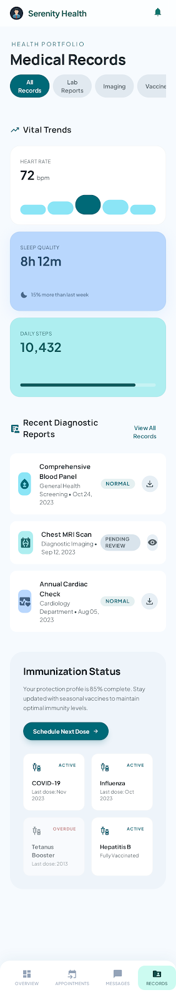 Serenity Health
HEALTH PORTFOLIO
Medical Records
All
Records
Lab
Reports
Imaging
Vaccine
Vital Trends
HEART RATE
72 bpm
SLEEP QUALITY
8h 12m
15% more than last week
DAILY STEPS
10,432
Recent Diagnostic
Reports
View All
Records
Comprehensive
Blood Panel
General Health
Screening • Oct 24,
2023
NORMAL
Chest MRI Scan
Diagnostic Imaging •
Sep 12, 2023
PENDING
REVIEW
Annual Cardiac
Check
Cardiology
Department • Aug 05,
2023
NORMAL
Immunization Status
Your protection profile is 85% complete. Stay
updated with seasonal vaccines to maintain
optimal immunity levels.
Schedule Next Dose
ACTIVE
COVID-19
Last dose: Nov
2023
ACTIVE
Influenza
Last dose: Oct
2023
OVERDUE
Tetanus
Booster
Last dose: 2013
ACTIVE
Hepatitis B
Fully Vaccinated
OVERVIEW
APPOINTMENTS
MESSAGES
RECORDS